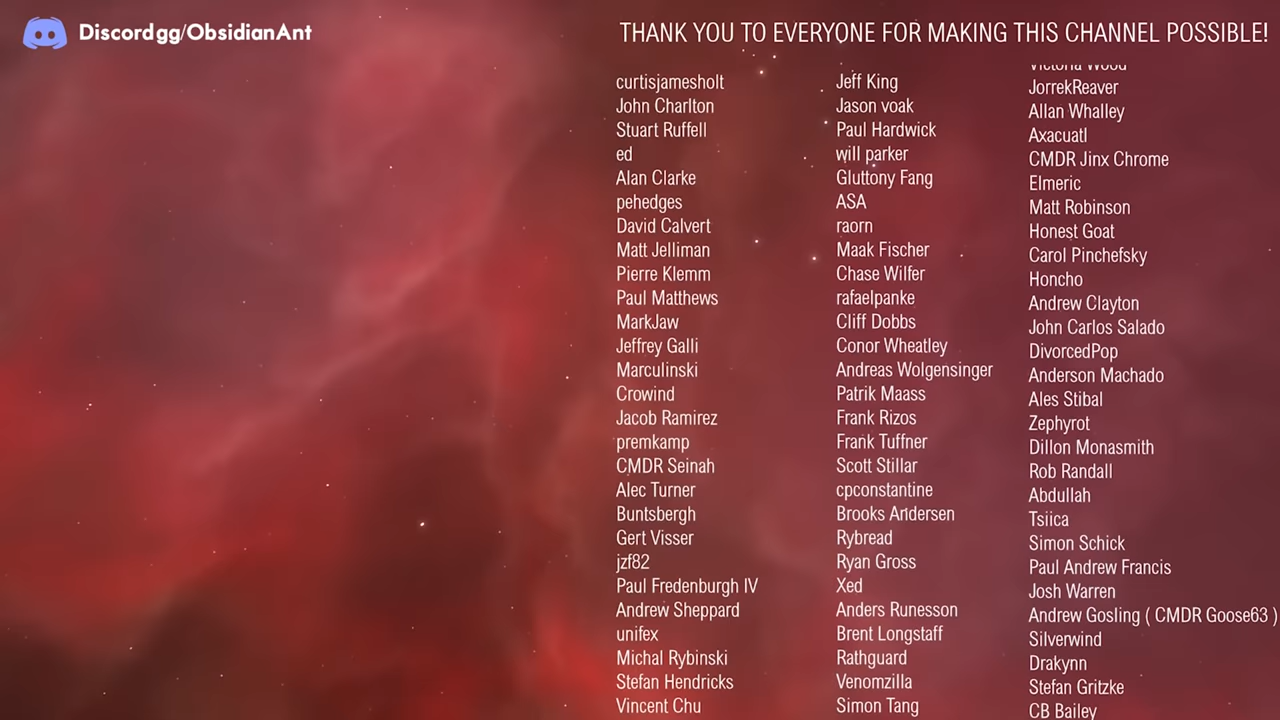 Discordgg/ObsidianAnt
THANK YOU TO EVERYONE FOR MAKING THIS CHANNEL POSSIBLE!
curtisjamesholt
John Charlton
Stuart Ruffell
ed
Alan Clarke
pehedges
David Calvert
Matt Jelliman
Pierre Klemm
Paul Matthews
MarkJaw
Jeffrey Galli
Marculinski
Crowind
Jacob Ramirez
premkamp
CMDR Seinah
Alec Turner
Buntsbergh
Gert Visser
jzf82
Paul Fredenburgh IV
Andrew Sheppard
unifex
Michal Rybinski
Stefan Hendricks
Vincent Chu
Jeff King
Jason voak
Paul Hardwick
will parker
Gluttony Fang
ASA
raorn
Maak Fischer
Chase Wilfer
rafaelpanke
Cliff Dobbs
Conor Wheatley
Andreas Wolgensinger
Patrik Maass
Frank Rizos
Frank Tuffner
Scott Stillar
cpconstantine
Brooks Andersen
Rybread
Ryan Gross
Xed
Anders Runesson
Brent Longstaff
Rathguard
Venomzilla
Simon Tang
Victoria Wood
JorrekReaver
Allan Whalley
Axacuatl
CMDR Jinx Chrome
Elmeric
Matt Robinson
Honest Goat
Carol Pinchefsky
Honcho
Andrew Clayton
John Carlos Salado
DivorcedPop
Anderson Machado
Ales Stibal
Zephyrot
Dillon Monasmith
Rob Randall
Abdullah
Tsiica
Simon Schick
Paul Andrew Francis
Josh Warren
Andrew Gosling ( CMDR Goose63 )
Silverwind
Drakynn
Stefan Gritzke
CB Bailey